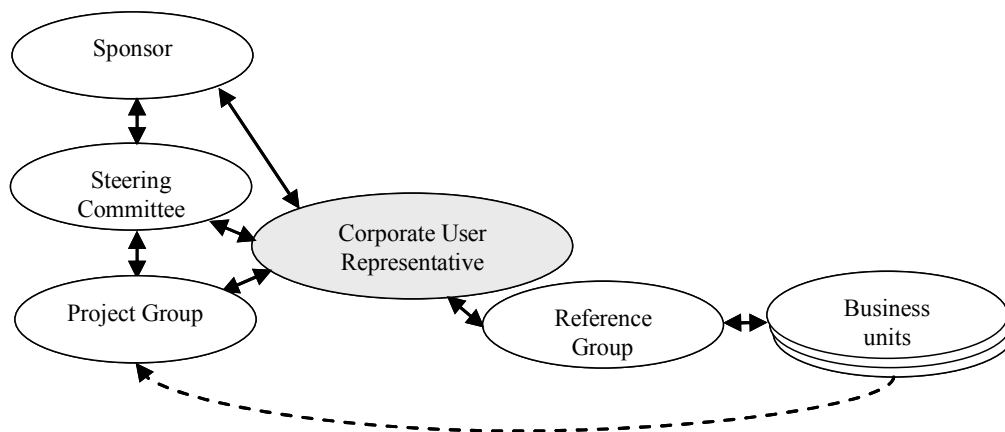 Sponsor
Steering
Committee
Corporate User
Representative
Project Group
Reference
Group
Business
units